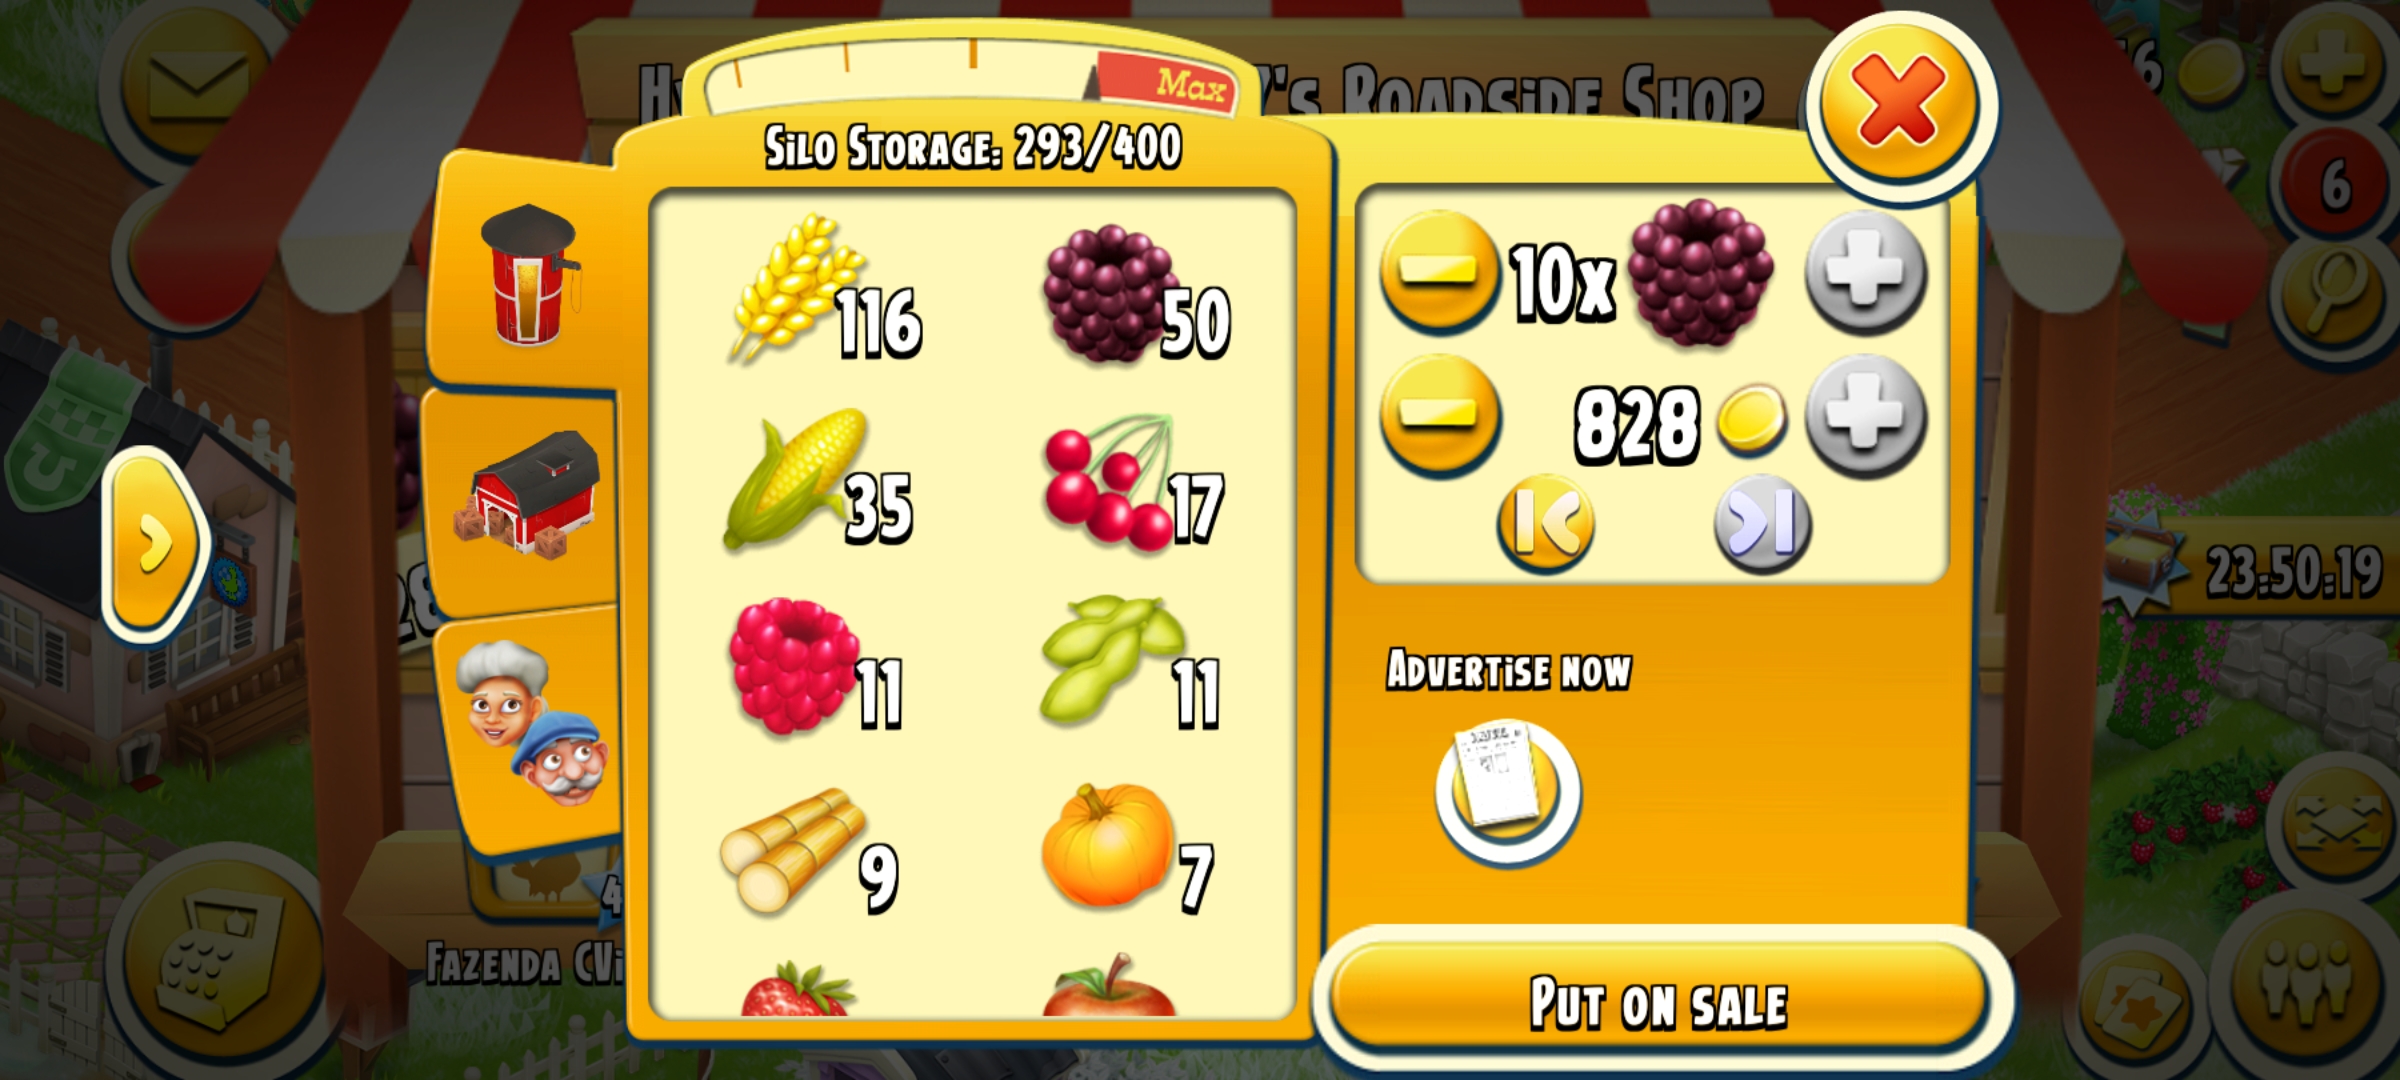 Max
'S ROADSIDE SHOP
SILO STORAGE: 293/400
6
116
50
10x
35
17
828
11
11
23:50:19
ADVERTISE NOW
9
7
FAZENDA
PUT ON SALE